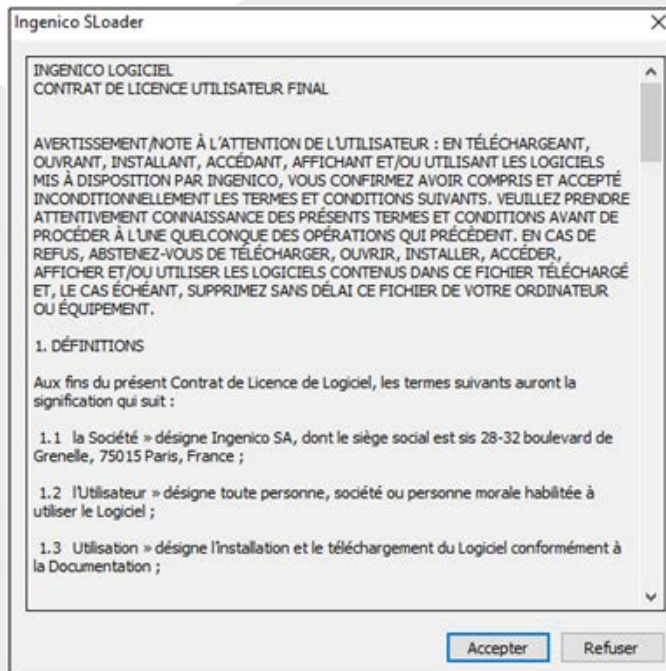 Ingenico SLoader
INGENICO LOGICIEL
CONTRAT DE LICENCE UTILISATEUR FINAL
AVERTISSEMENT/NOTE À L'ATTENTION DE L'UTILISATEUR : EN TÉLÉCHARGEANT,
OUVRANT, INSTALLANT, ACCÉDANT, AFFICHANT ET/OU UTILISANT LES LOGICIELS
MIS À DISPOSITION PAR INGENICO, VOUS CONFIRMEZ AVOIR COMPRIS ET ACCEPTÉ
INCONDITIONNELLEMENT LES TERMES ET CONDITIONS SUIVANTS. VEUILLEZ PRENDRE
ATTENTIVEMENT CONNAISSANCE DES PRÉSENTS TERMES ET CONDITIONS AVANT DE
PROCÉDER À L'UNE QUELCONQUE DES OPÉRATIONS QUI PRÉCÈDENT. EN CAS DE
REFUS, ABSTENEZ-VOUS DE TÉLÉCHARGER, OUVRIR, INSTALLER, ACCÉDER,
AFFICHER ET/OU UTILISER LES LOGICIELS CONTENUS DANS CE FICHIER TÉLÉCHARGÉ
ET, LE CAS ÉCHÉANT, SUPPRIMEZ SANS DÉLAI CE FICHIER DE VOTRE ORDINATEUR
OU ÉQUIPEMENT.
1. DÉFINITIONS
Aux fins du présent Contrat de Licence de Logiciel, les termes suivants auront la
signification qui suit :
1.1 la Société » désigne Ingenico SA, dont le siège social est sis 28-32 boulevard de
Grenelle, 75015 Paris, France ;
1.2 l'Utilisateur » désigne toute personne, société ou personne morale habilitée à
utiliser le Logiciel ;
1.3 Utilisation » désigne l'installation et le téléchargement du Logiciel conformément à
la Documentation ;
Accepter Refuser